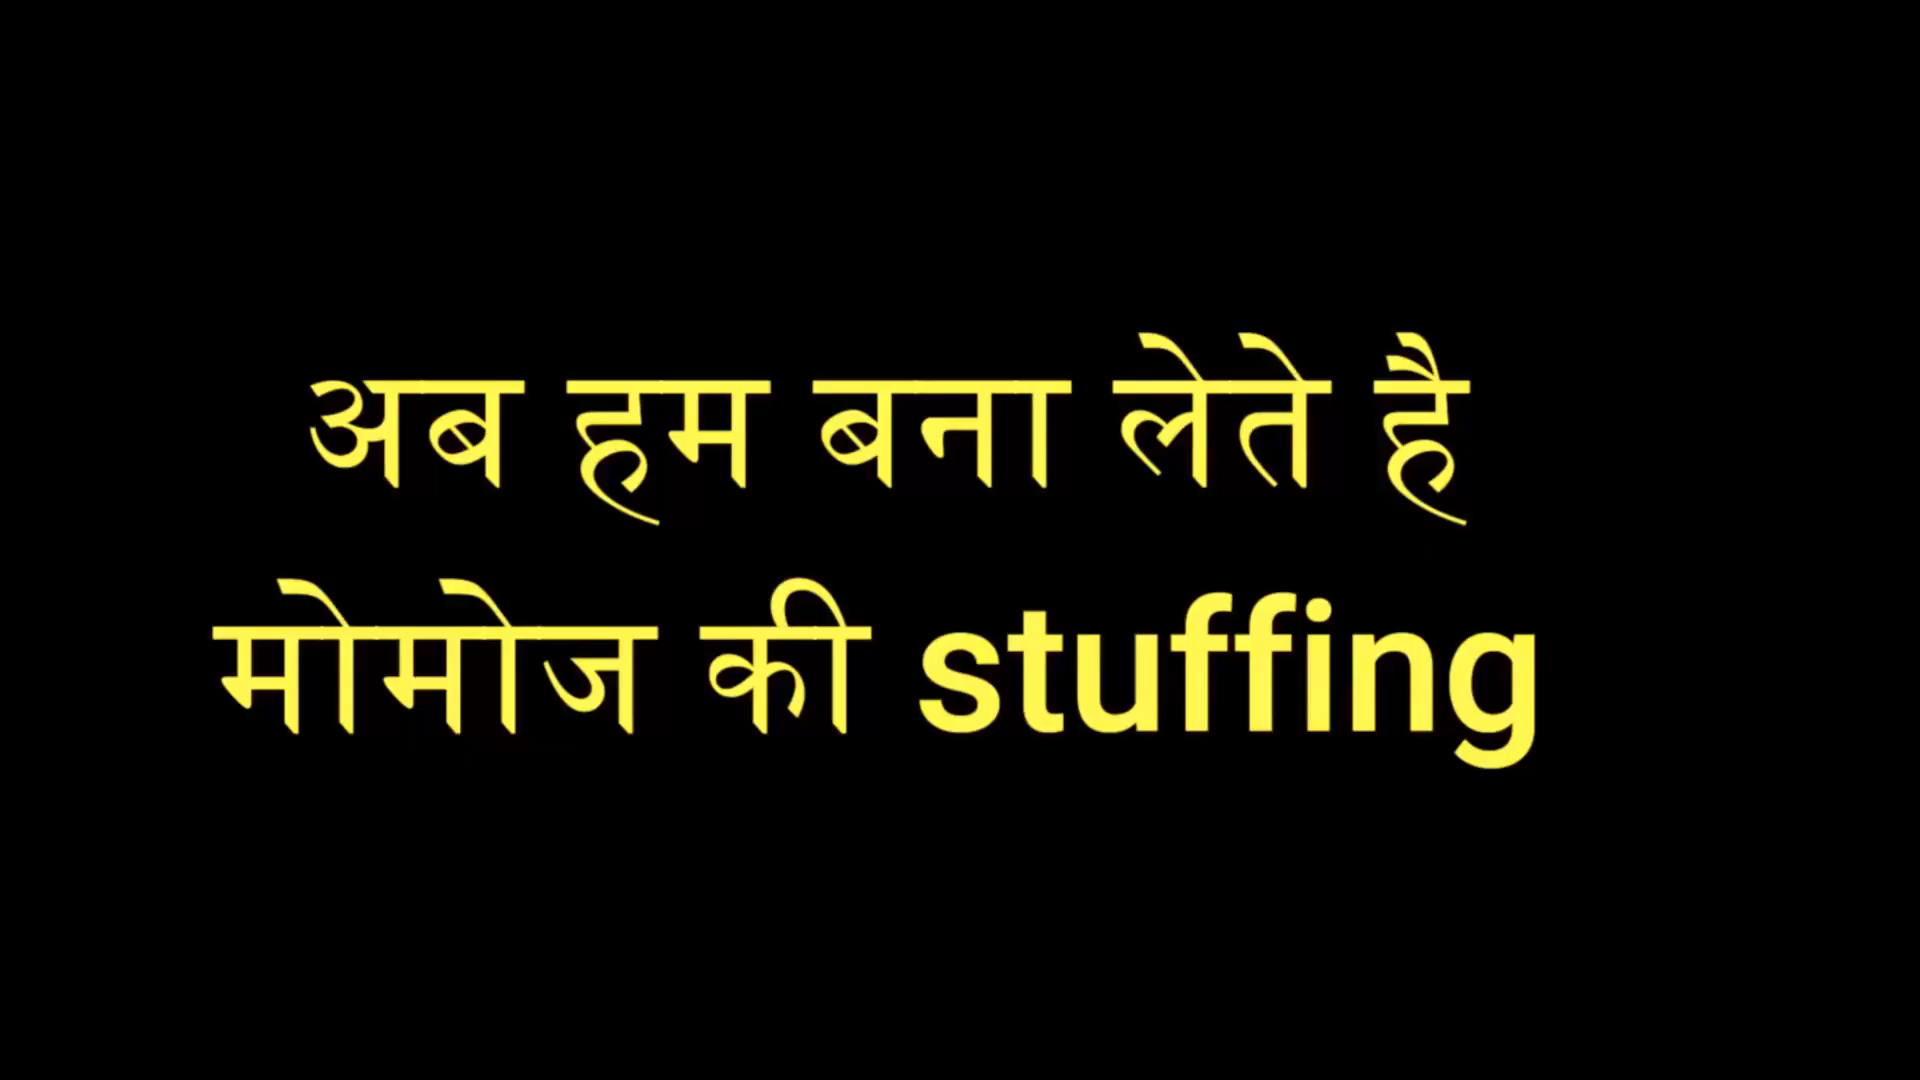 अब हम बना लेते है
मोमोज की stuffing